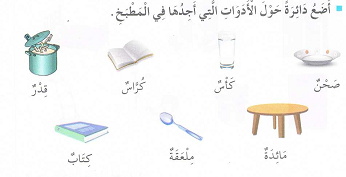 أَضَعُ دَائِرَةً حَوْلَ الْأَدَوَاتِ الَّتِي أَجِدُهَا فِي الْمَطْبَخِ.
صَحْنٌ كَأْسٌ كُرَّاسٌ قِدْرٌ
مَائِدَةٌ مِلْعَقَةٌ كِتَابٌ